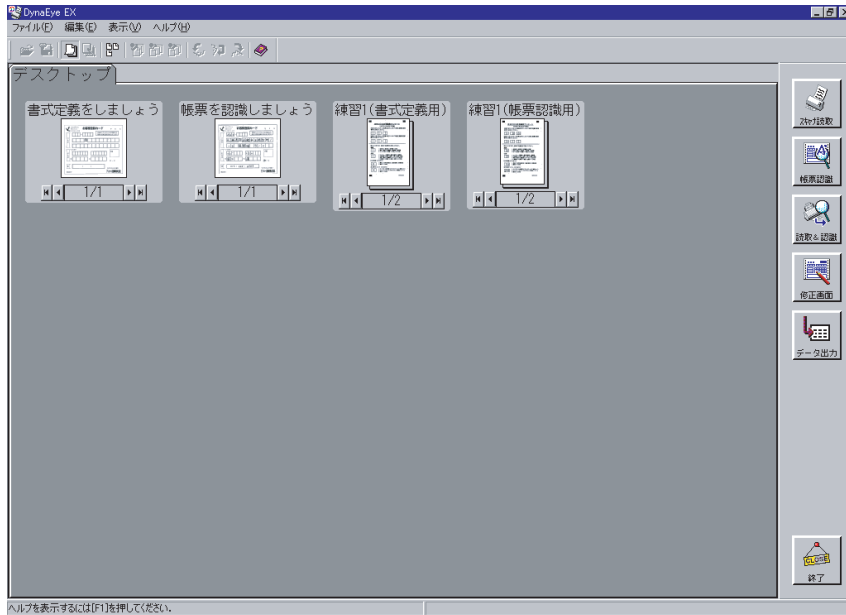 DynaEye EX
ファイル(F) 編集(E) 表示(V) ヘルプ(H)
デスクトップ
書式定義をしましょう
帳票を認識しましょう
練習1(書式定義用)
練習1(帳票認識用)
1/1
1/1
1/2
1/2
スキャナ読取
帳票認識
読取&認識
修正画面
データ出力
CLOSE
終了
ヘルプを表示するには[F1]を押してください。